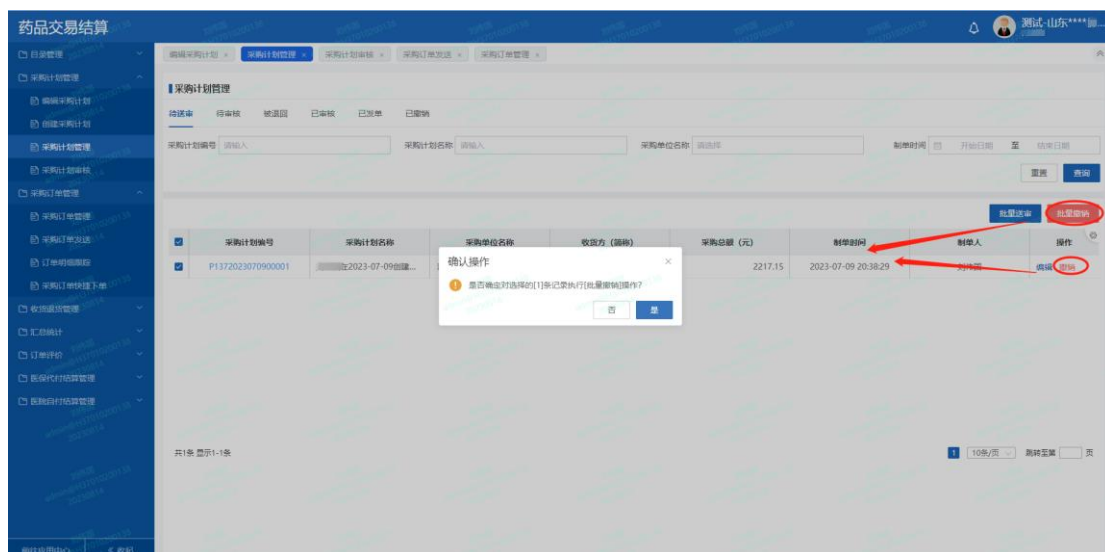 药品交易结算
测试-山东****
目录管理
编辑采购计划 × 采购计划管理 × 采购计划审核 × 采购订单发送 × 采购订单管理 ×
采购计划管理
编辑采购计划
创建采购计划
采购计划管理
采购计划审核
采购订单管理
采购订单管理
采购订单发送
订单明细跟踪
采购订单快捷下单
收货退货管理
汇总统计
订单评价
医保代付结算管理
医院自付结算管理
收起
采购计划管理
待送审 待审核 被退回 已审核 已发单 已撤销
采购计划编号 请输入 采购计划名称 请输入 采购单位名称 请选择 制单时间 开始日期 至 结束日期
重置 查询
批量送审 批量撤销
采购计划编号 采购计划名称 采购单位名称 收货方（简称） 采购总额（元） 制单时间 制单人 操作
P1372023070900001 在2023-07-09创建... 2217.15 2023-07-09 20:38:29 编辑 撤销
确认操作 ×
是否确定对选择的[1]条记录执行[批量撤销]操作?
否 是
共1条 显示1-1条
1 10条/页 跳转至第 页